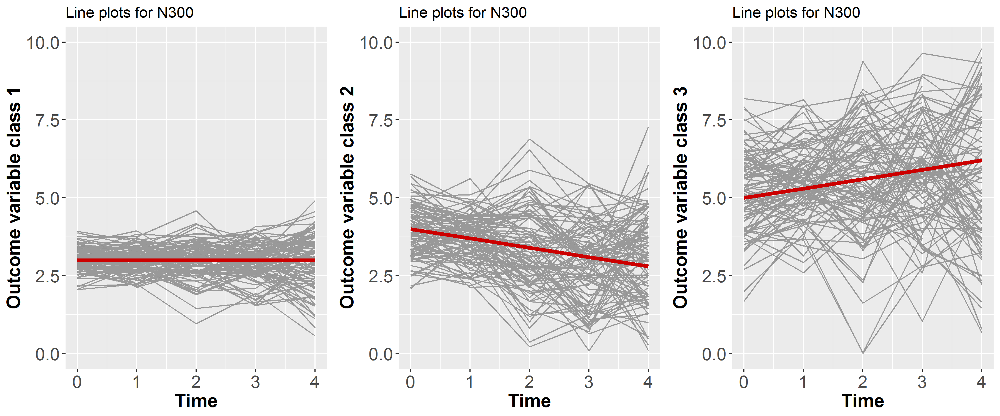 Line plots for N300
Outcome variable class 1
10.0
7.5
5.0
2.5
0.0
0 1 2 3 4
Time
Line plots for N300
Outcome variable class 2
10.0
7.5
5.0
2.5
0.0
0 1 2 3 4
Time
Line plots for N300
Outcome variable class 3
10.0
7.5
5.0
2.5
0.0
0 1 2 3 4
Time